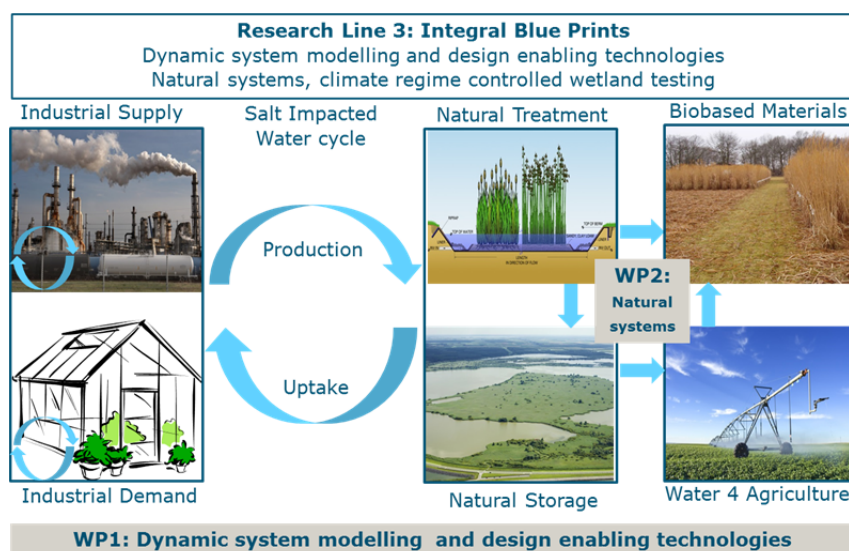 Research Line 3: Integral Blue Prints
Dynamic system modelling and design enabling technologies
Natural systems, climate regime controlled wetland testing
Industrial Supply
Salt Impacted
Water cycle
Natural Treatment
Biobased Materials
Production
WP2:
Natural
systems
Uptake
Industrial Demand
Natural Storage
Water 4 Agriculture
WP1: Dynamic system modelling and design enabling technologies